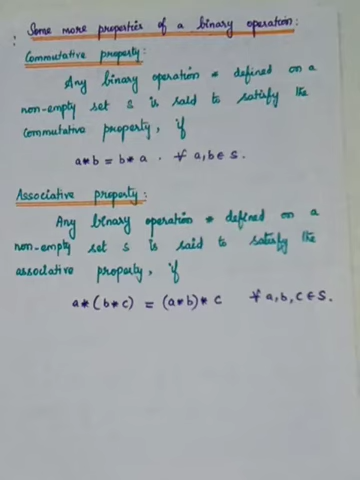 Some more properties of a binary operation:
Commutative property:
Any binary operation * defined on a
non-empty set S is said to satisfy the
commutative property, if
a * b = b * a . ∀ a, b ∈ S.
Associative property:
Any binary operation * defined on a
non-empty set S is said to satisfy the
associative property, if
a * (b * c) = (a * b) * c ∀ a, b, c ∈ S.